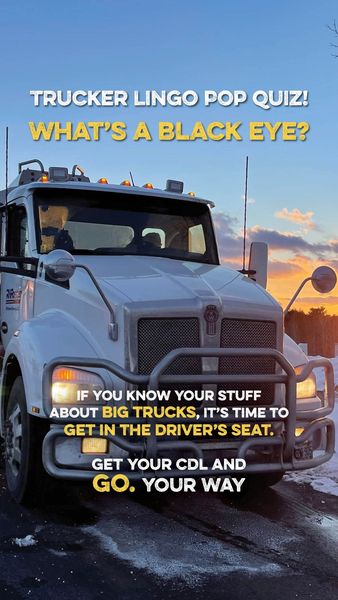 TRUCKER LINGO POP QUIZ!
WHAT'S A BLACK EYE?
IF YOU KNOW YOUR STUFF
ABOUT BIG TRUCKS, IT'S TIME TO
GET IN THE DRIVER'S SEAT.
GET YOUR CDL AND
GO. YOUR WAY